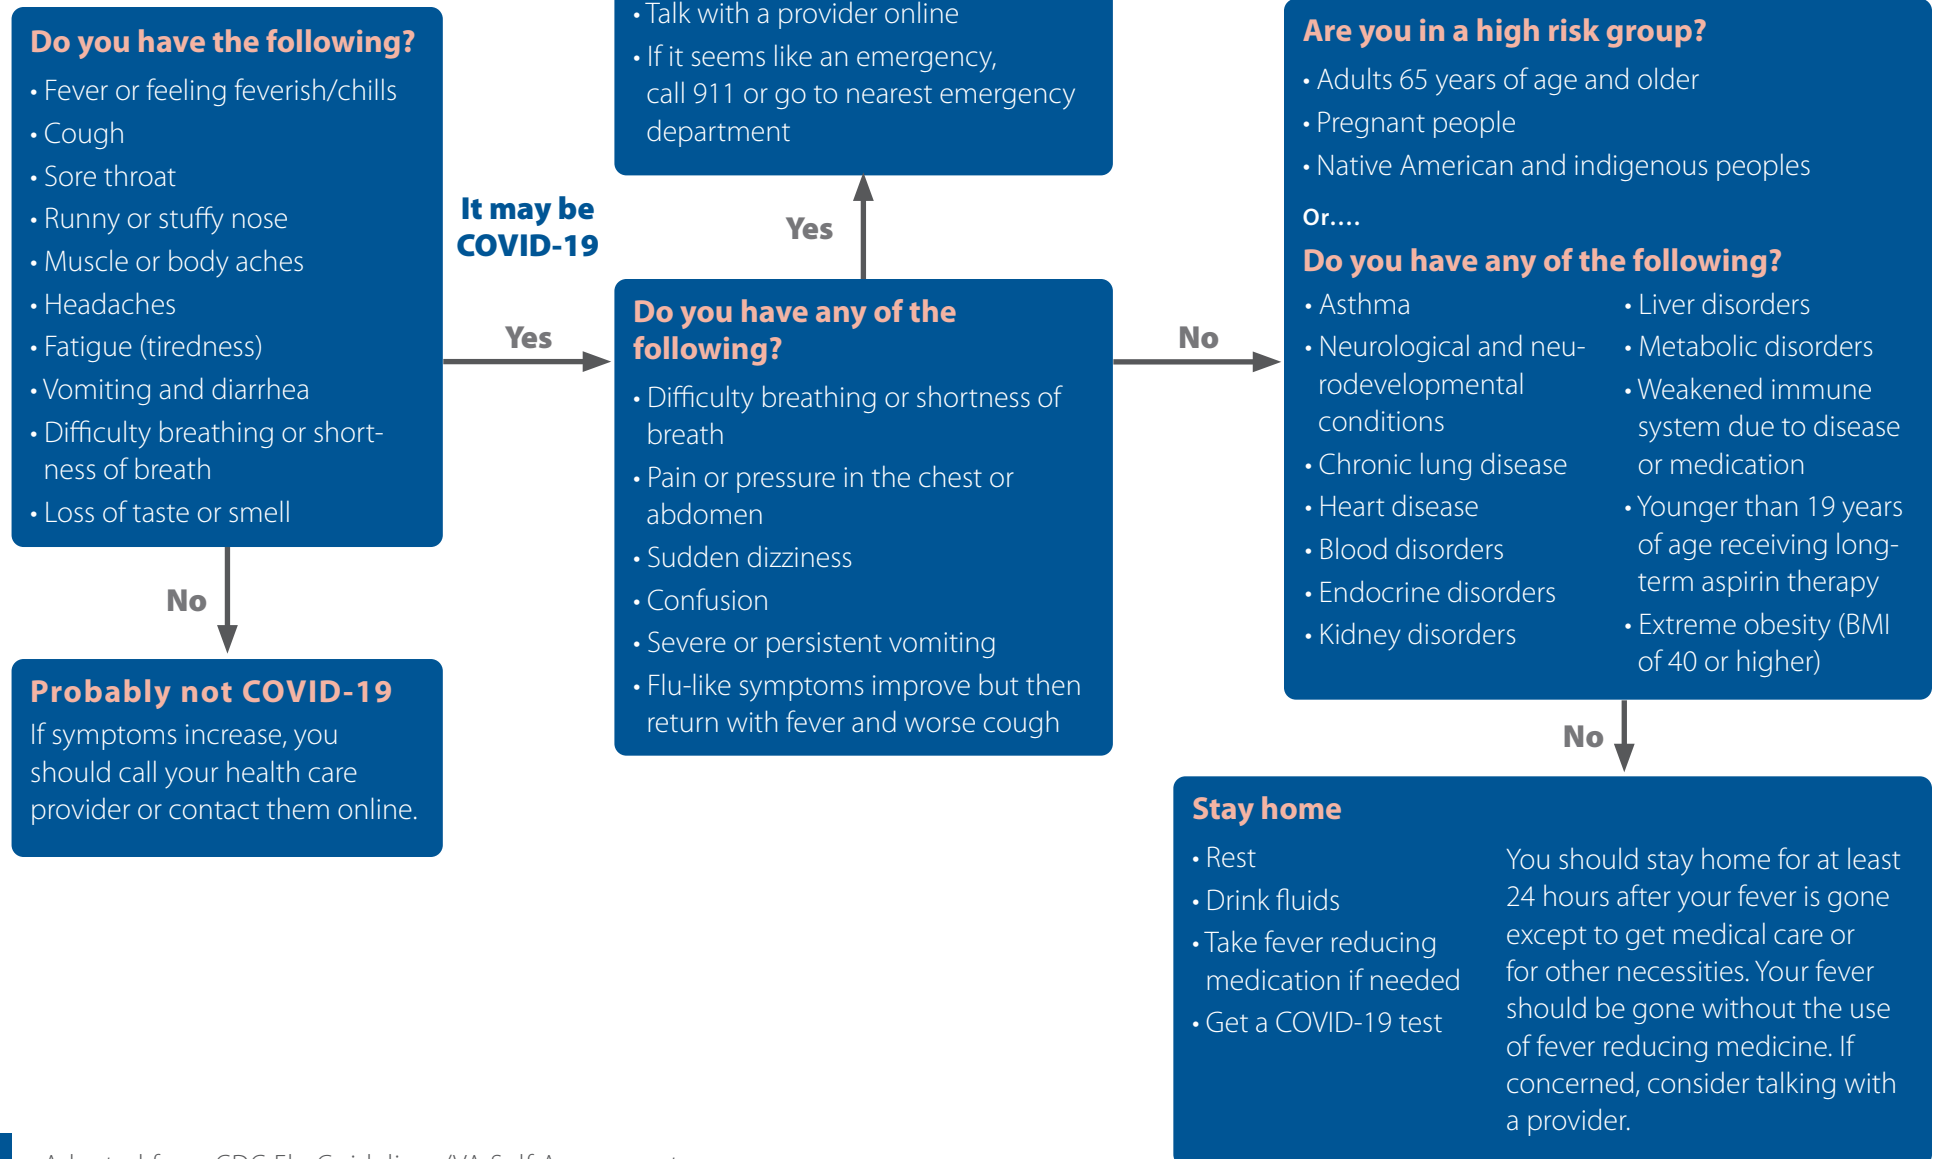 Do you have the following?
• Fever or feeling feverish/chills
• Cough
• Sore throat
• Runny or stuffy nose
• Muscle or body aches
• Headaches
• Fatigue (tiredness)
• Vomiting and diarrhea
• Difficulty breathing or short-
ness of breath
• Loss of taste or smell
No
Probably not COVID-19
If symptoms increase, you
should call your health care
provider or contact them online.
It may be
COVID-19
Yes
• Talk with a provider online
• If it seems like an emergency,
call 911 or go to nearest emergency
department
Yes
Do you have any of the
following?
• Difficulty breathing or shortness of
breath
• Pain or pressure in the chest or
abdomen
• Sudden dizziness
• Confusion
• Severe or persistent vomiting
• Flu-like symptoms improve but then
return with fever and worse cough
No
Are you in a high risk group?
• Adults 65 years of age and older
• Pregnant people
• Native American and indigenous peoples
Or....
Do you have any of the following?
• Asthma
• Neurological and neu-
rodevelopmental
conditions
• Chronic lung disease
• Heart disease
• Blood disorders
• Endocrine disorders
• Kidney disorders
• Liver disorders
• Metabolic disorders
• Weakened immune
system due to disease
or medication
• Younger than 19 years
of age receiving long-
term aspirin therapy
• Extreme obesity (BMI
of 40 or higher)
No
Stay home
• Rest
• Drink fluids
• Take fever reducing
medication if needed
• Get a COVID-19 test
You should stay home for at least
24 hours after your fever is gone
except to get medical care or
for other necessities. Your fever
should be gone without the use
of fever reducing medicine. If
concerned, consider talking with
a provider.